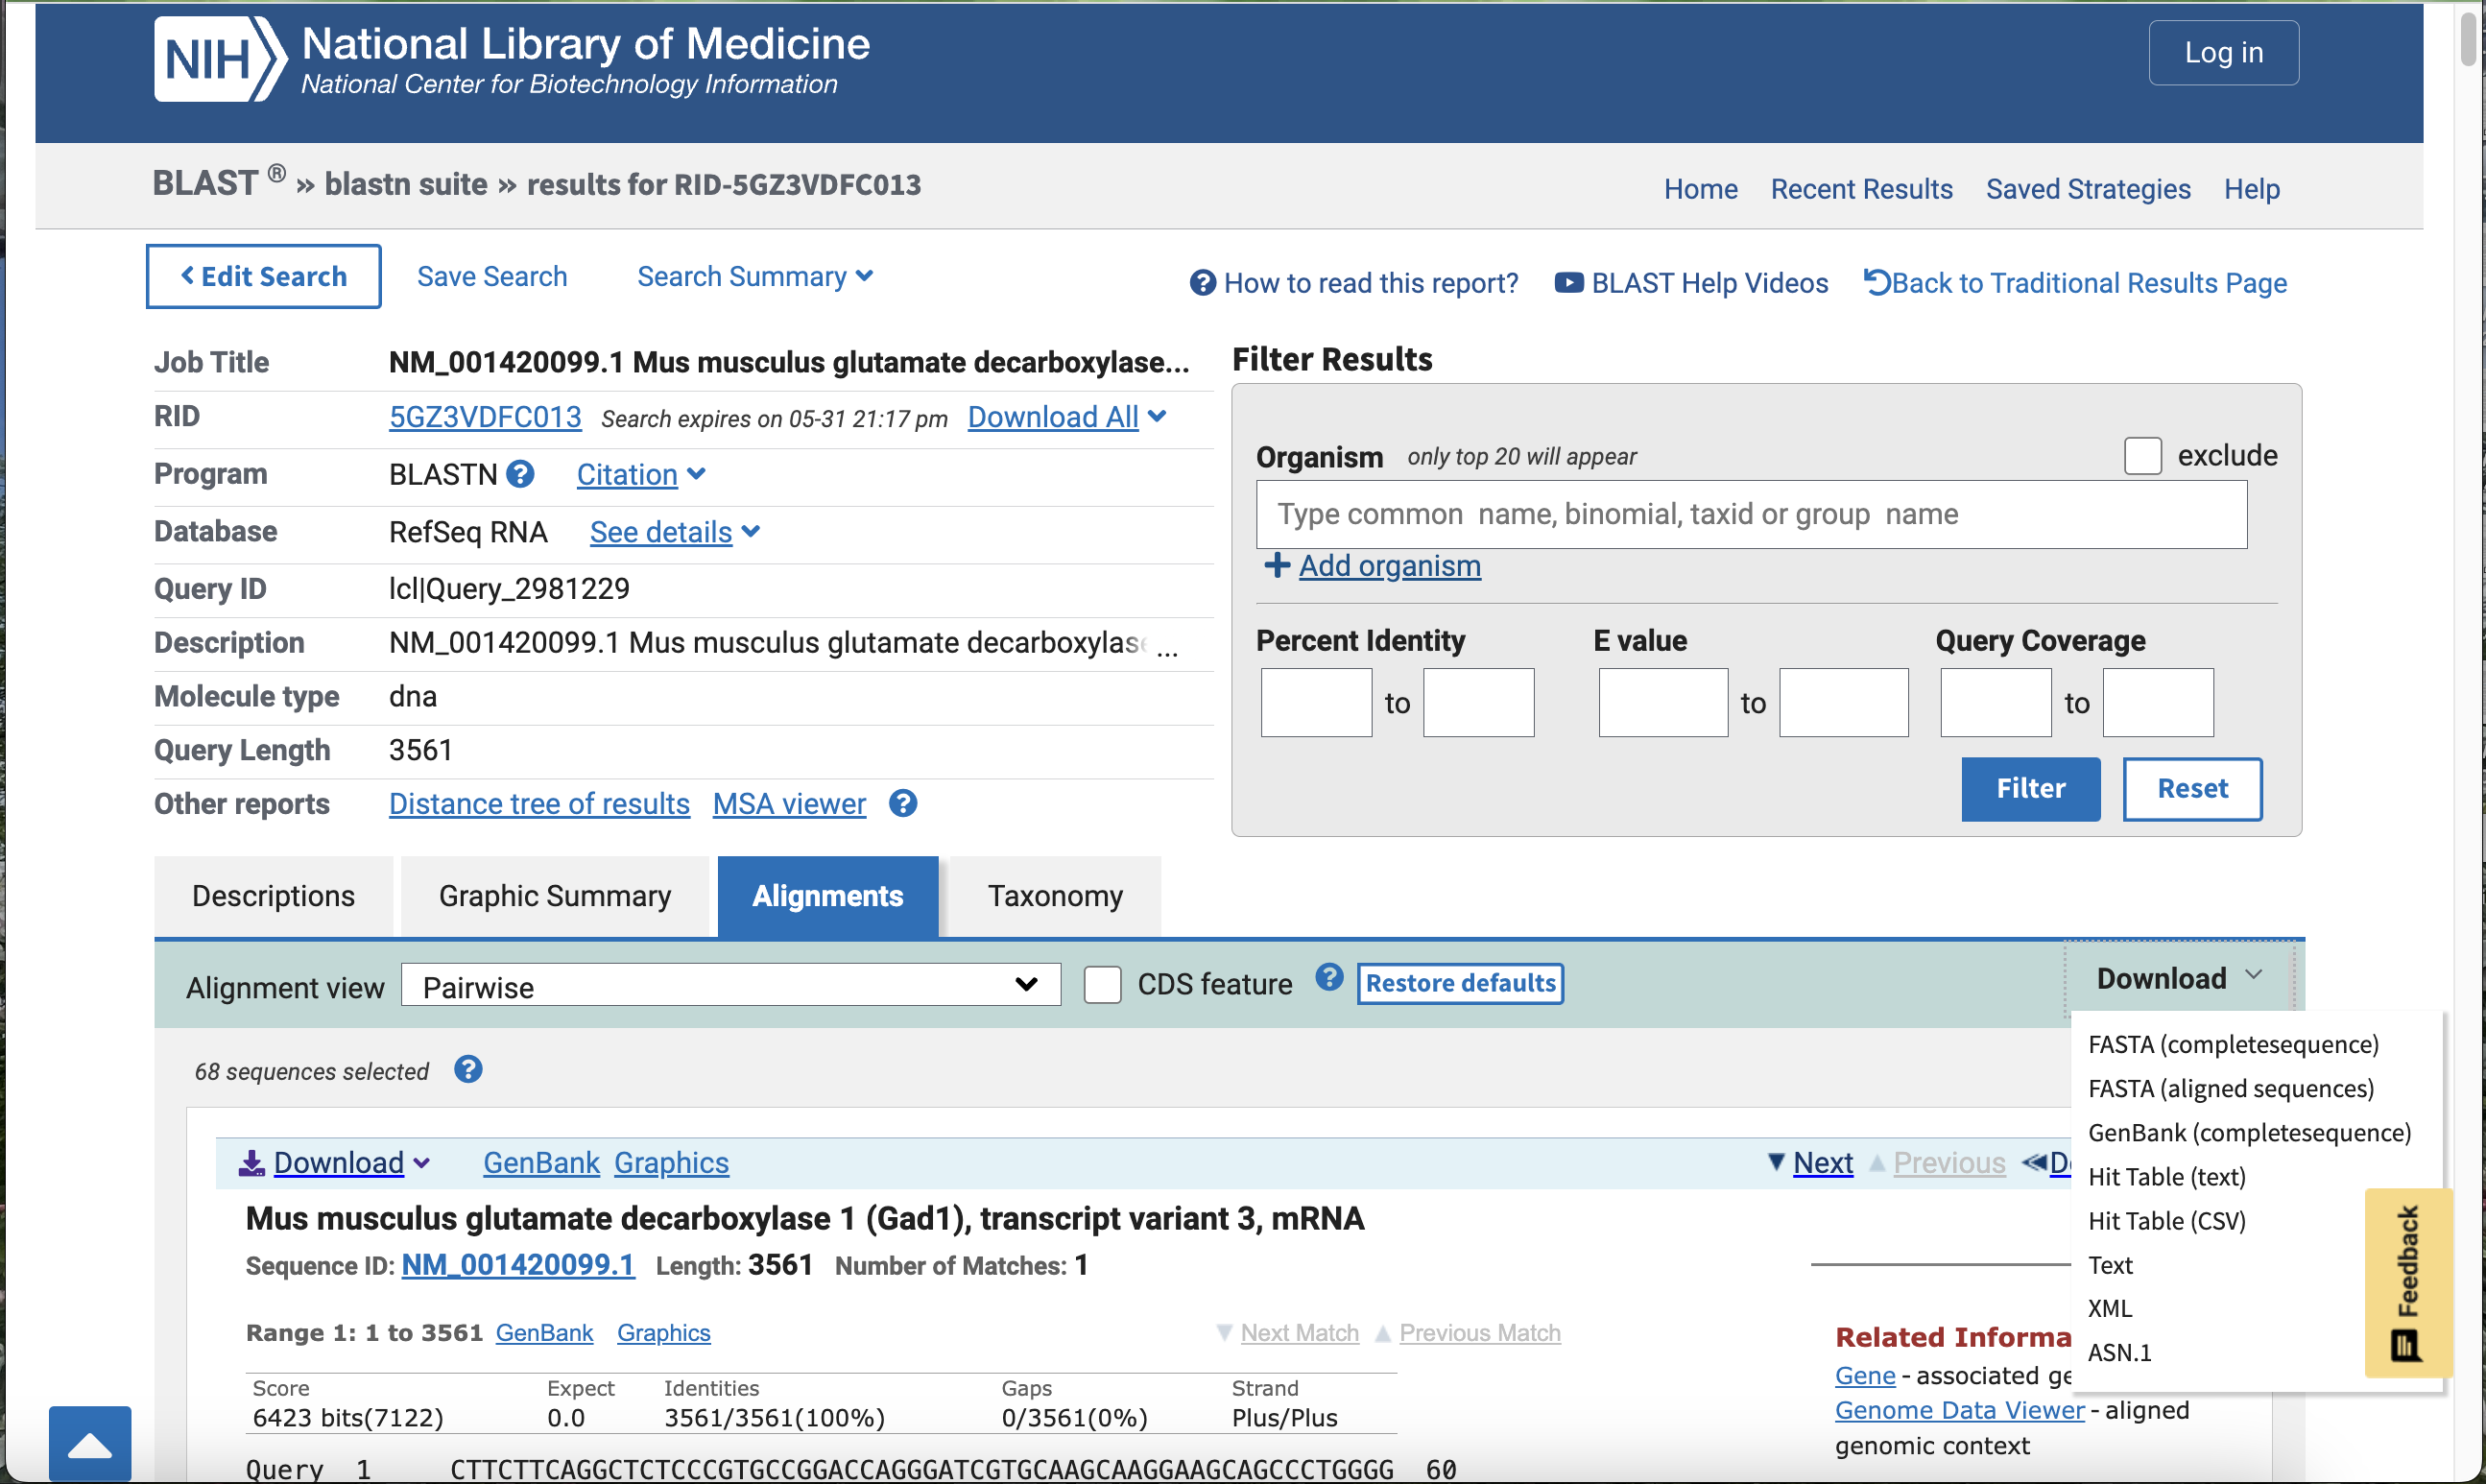 NIH National Library of Medicine
National Center for Biotechnology Information
Log in
BLAST ® » blastn suite » results for RID-5GZ3VDFC013
Home Recent Results Saved Strategies Help
Edit Search Save Search Search Summary
How to read this report? BLAST Help Videos Back to Traditional Results Page
Job Title NM_001420099.1 Mus musculus glutamate decarboxylase...
RID 5GZ3VDFC013 Search expires on 05-31 21:17 pm Download All
Program BLASTN Citation
Database RefSeq RNA See details
Query ID lcl|Query_2981229
Description NM_001420099.1 Mus musculus glutamate decarboxylase ...
Molecule type dna
Query Length 3561
Other reports Distance tree of results MSA viewer
Filter Results
Organism only top 20 will appear exclude
Type common name, binomial, taxid or group name
+ Add organism
Percent Identity E value Query Coverage
to to to
Filter Reset
Descriptions Graphic Summary Alignments Taxonomy
Alignment view Pairwise CDS feature Restore defaults Download
FASTA (completesequence)
FASTA (aligned sequences)
GenBank (completesequence)
Hit Table (text)
Hit Table (CSV)
Text
XML
ASN.1
Feedback
68 sequences selected
Download GenBank Graphics Next Previous
Mus musculus glutamate decarboxylase 1 (Gad1), transcript variant 3, mRNA
Sequence ID: NM_001420099.1 Length: 3561 Number of Matches: 1
Range 1: 1 to 3561 GenBank Graphics Next Match Previous Match
Score Expect Identities Gaps Strand
6423 bits(7122) 0.0 3561/3561(100%) 0/3561(0%) Plus/Plus
Query 1 CTTCTTCAGGCTCTCCCGTGCCGGACCAGGGATCGTGCAAGCAAGGAAGCAGCCCTGGGG 60
Related Informa
Gene - associated ge
Genome Data Viewer - aligned
genomic context